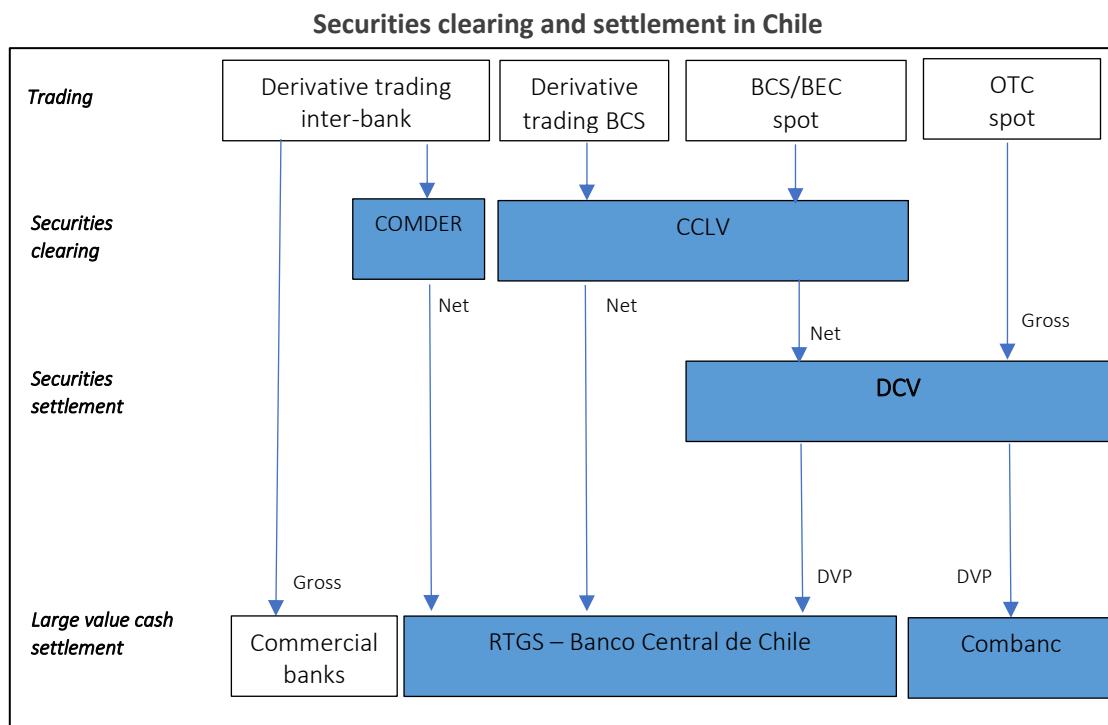 Securities clearing and settlement in Chile
Trading
Derivative trading
inter-bank
Derivative
trading BCS
BCS/BEC
spot
OTC
spot
Securities
clearing
COMDER
CCLV
Net
Net
Net
Gross
Securities
settlement
DCV
Gross
DVP
DVP
Large value cash
settlement
Commercial
banks
RTGS – Banco Central de Chile
Combanc